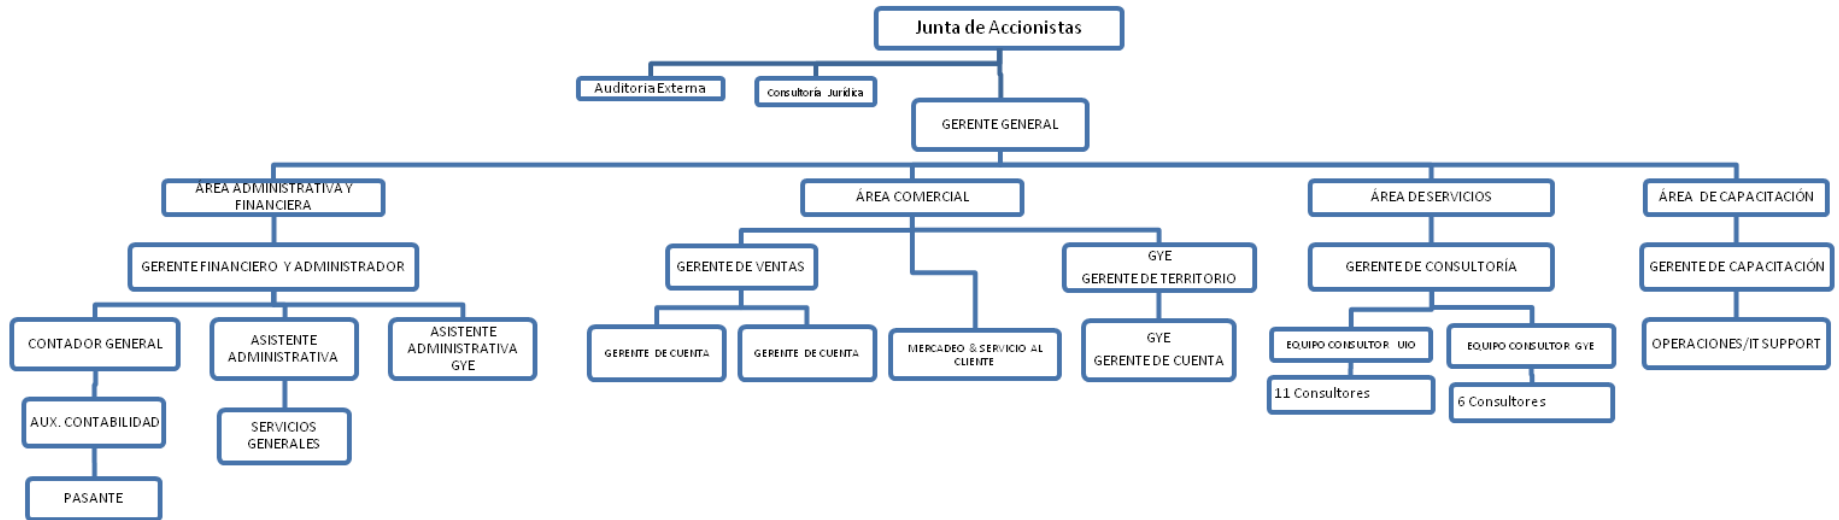 Junta de Accionistas
Auditoria Externa
Consultoría Jurídica
GERENTE GENERAL
ÁREA ADMINISTRATIVA Y
FINANCIERA
ÁREA COMERCIAL
ÁREA DE SERVICIOS
ÁREA DE CAPACITACIÓN
GERENTE FINANCIERO Y ADMINISTRADOR
GERENTE DE VENTAS
GYE
GERENTE DE TERRITORIO
GERENTE DE CONSULTORÍA
GERENTE DE CAPACITACIÓN
CONTADOR GENERAL
ASISTENTE
ADMINISTRATIVA
ASISTENTE
ADMINISTRATIVA
GYE
GERENTE DE CUENTA
GERENTE DE CUENTA
MERCADEO & SERVICIO AL
CLIENTE
GYE
GERENTE DE CUENTA
EQUIPO CONSULTOR UIO
EQUIPO CONSULTOR GYE
OPERACIONES/IT SUPPORT
11 Consultores
6 Consultores
AUX. CONTABILIDAD
SERVICIOS
GENERALES
PASANTE